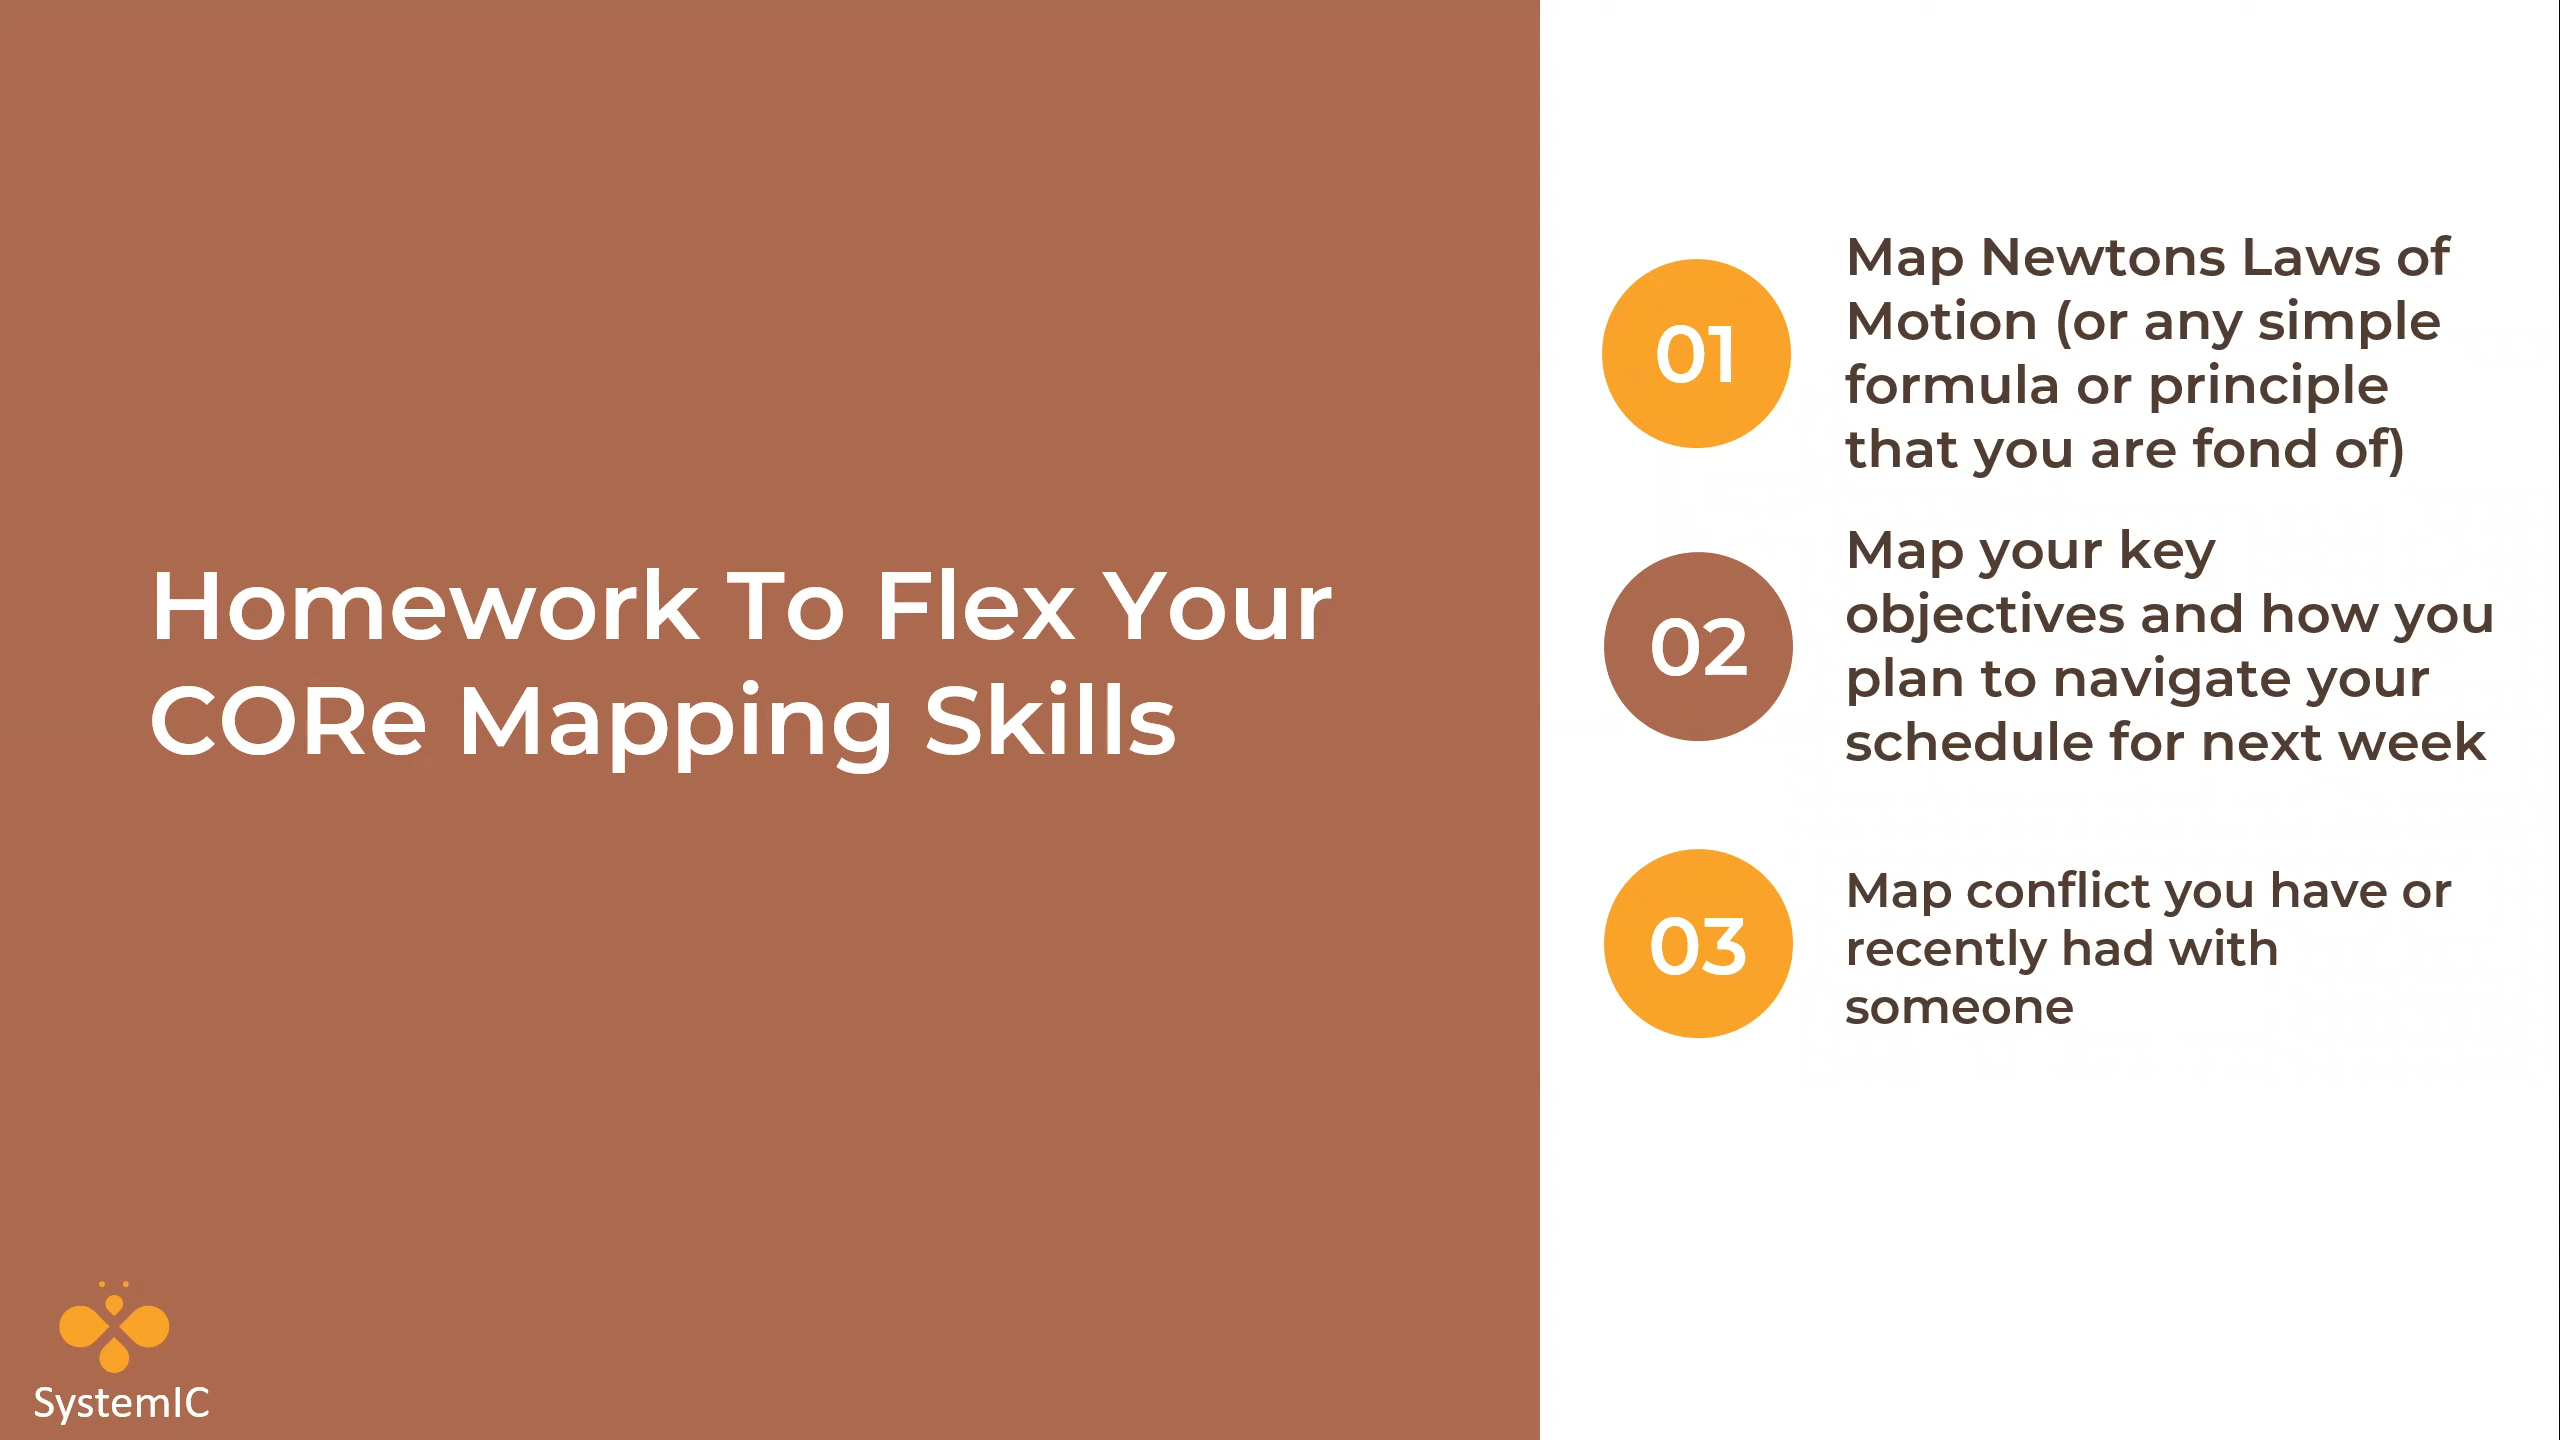 Homework To Flex Your
CORe Mapping Skills
01
Map Newtons Laws of
Motion (or any simple
formula or principle
that you are fond of)
02
Map your key
objectives and how you
plan to navigate your
schedule for next week
03
Map conflict you have or
recently had with
someone
SystemIC